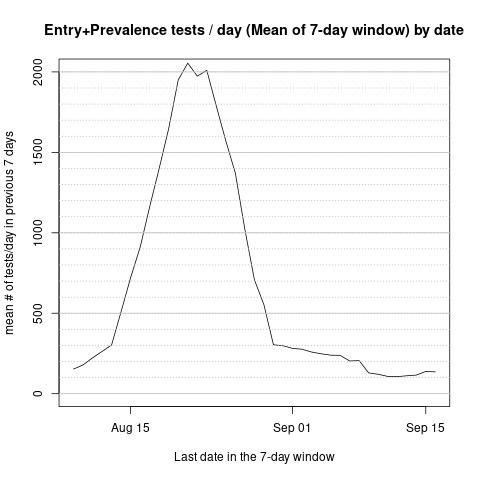 Entry+Prevalence tests / day (Mean of 7-day window) by date
mean # of tests/day in previous 7 days
2000
1500
1000
500
0
Aug 15
Sep 01
Sep 15
Last date in the 7-day window